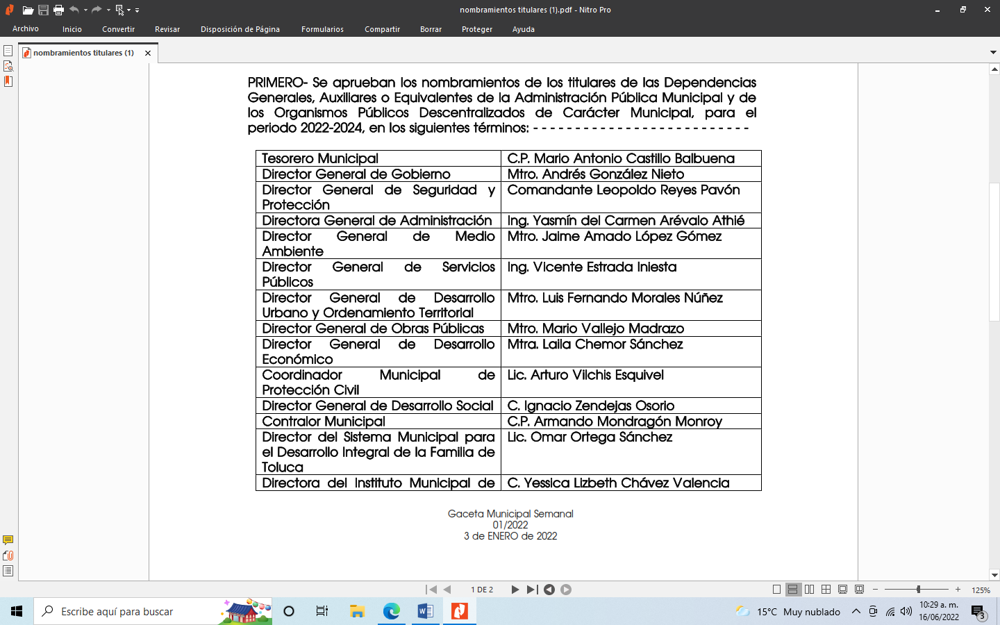 nombramientos titulares (1).pdf - Nitro Pro
Archivo Inicio Convertir Revisar Disposición de Página Formularios Compartir Borrar Proteger Ayuda
nombramientos titulares (1)
PRIMERO- Se aprueban los nombramientos de los titulares de las Dependencias
Generales, Auxiliares o Equivalentes de la Administración Pública Municipal y de
los Organismos Públicos Descentralizados de Carácter Municipal, para el
periodo 2022-2024, en los siguientes términos: - - - - - - - - - - - - - - - - - - - - - - - - - -
Tesorero Municipal C.P. Mario Antonio Castillo Balbuena
Director General de Gobierno Mtro. Andrés González Nieto
Director General de Seguridad y Comandante Leopoldo Reyes Pavón
Protección
Directora General de Administración Ing. Yasmín del Carmen Arévalo Athié
Director General de Medio Mtro. Jaime Amado López Gómez
Ambiente
Director General de Servicios Ing. Vicente Estrada Iniesta
Públicos
Director General de Desarrollo Mtro. Luis Fernando Morales Núñez
Urbano y Ordenamiento Territorial
Director General de Obras Públicas Mtro. Mario Vallejo Madrazo
Director General de Desarrollo Mtra. Laila Chemor Sánchez
Económico
Coordinador Municipal de Lic. Arturo Vilchis Esquivel
Protección Civil
Director General de Desarrollo Social C. Ignacio Zendejas Osorio
Contralor Municipal C.P. Armando Mondragón Monroy
Director del Sistema Municipal para Lic. Omar Ortega Sánchez
el Desarrollo Integral de la Familia de
Toluca
Directora del Instituto Municipal de C. Yessica Lizbeth Chávez Valencia
Gaceta Municipal Semanal
01/2022
3 de ENERO de 2022
1 DE 2
125%
Escribe aquí para buscar
15°C Muy nublado
10:29 a. m.
16/06/2022
3